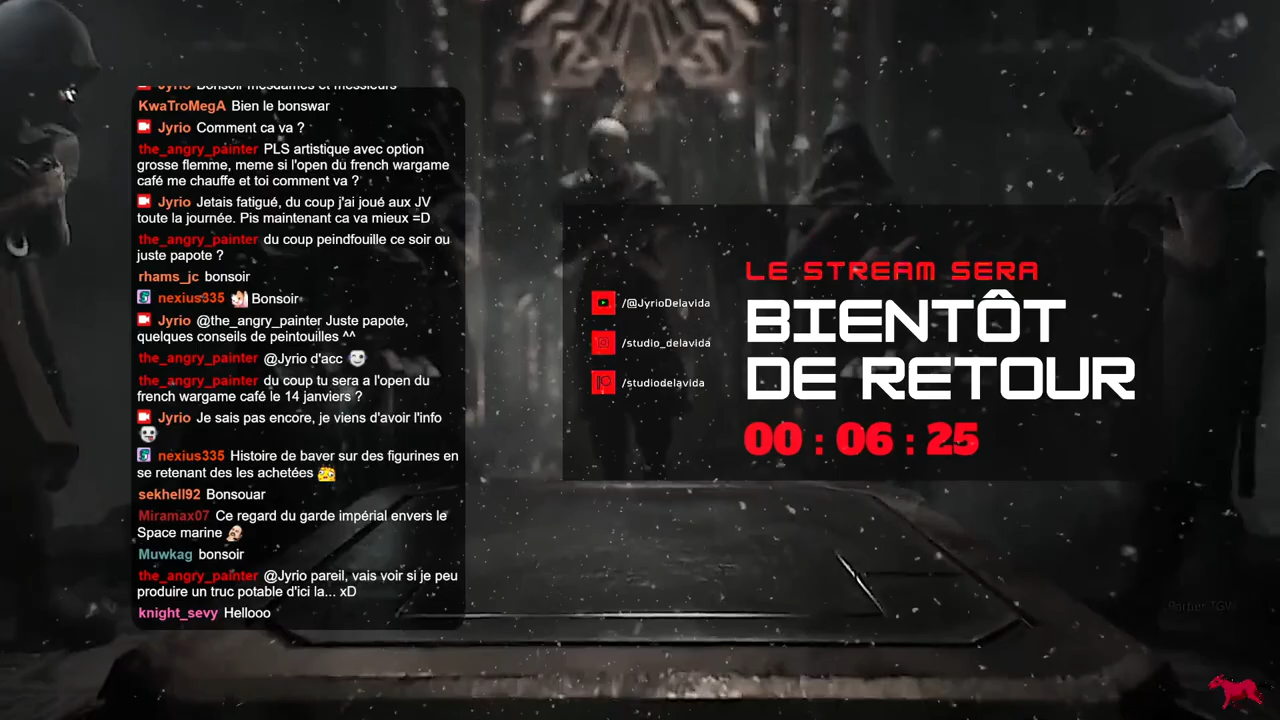 Jyrio Bonsoir mesdames et messieurs
KwaTroMegA Bien le bonswar
Jyrio Comment ca va ?
the_angry_painter PLS artistique avec option
grosse flemme, meme si l'open du french wargame
café me chauffe et toi comment va ?
Jyrio Jetais fatigué, du coup j'ai joué aux JV
toute la journée. Pis maintenant ca va mieux =D
the_angry_painter du coup peindfouille ce soir ou
juste papote ?
rhams_jc bonsoir
nexius335 Bonsoir
Jyrio @the_angry_painter Juste papote,
quelques conseils de peintouilles ^^
the_angry_painter @Jyrio d'acc
the_angry_painter du coup tu sera a l'open du
french wargame café le 14 janviers ?
Jyrio Je sais pas encore, je viens d'avoir l'info
nexius335 Histoire de baver sur des figurines en
se retenant des les achetées
sekhell92 Bonsouar
Miramax07 Ce regard du garde impérial envers le
Space marine
Muwkag bonsoir
the_angry_painter @Jyrio pareil, vais voir si je peu
produire un truc potable d'ici la... xD
knight_sevy Hellooo
/@JyrioDelavida
/studio_delavida
/studiodelavida
LE STREAM SERA
BIENTÔT
DE RETOUR
00 : 06 : 25